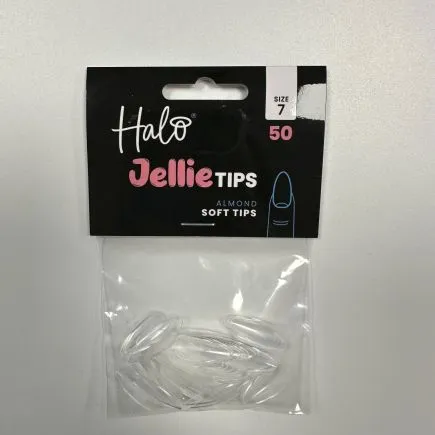 SIZE
7
50
Halo®
Jellie TIPS
ALMOND
SOFT TIPS